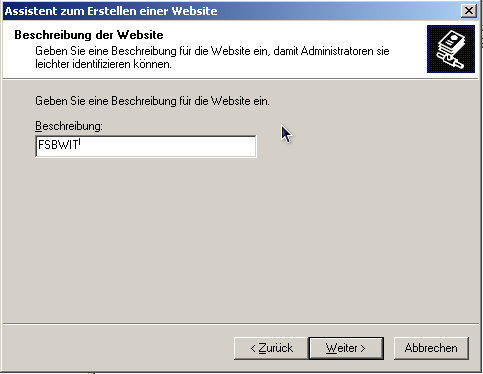 Assistent zum Erstellen einer Website
Beschreibung der Website
Geben Sie eine Beschreibung für die Website ein, damit Administratoren sie
leichter identifizieren können.
Geben Sie eine Beschreibung für die Website ein.
Beschreibung:
FSBWIT
< Zurück
Weiter >
Abbrechen